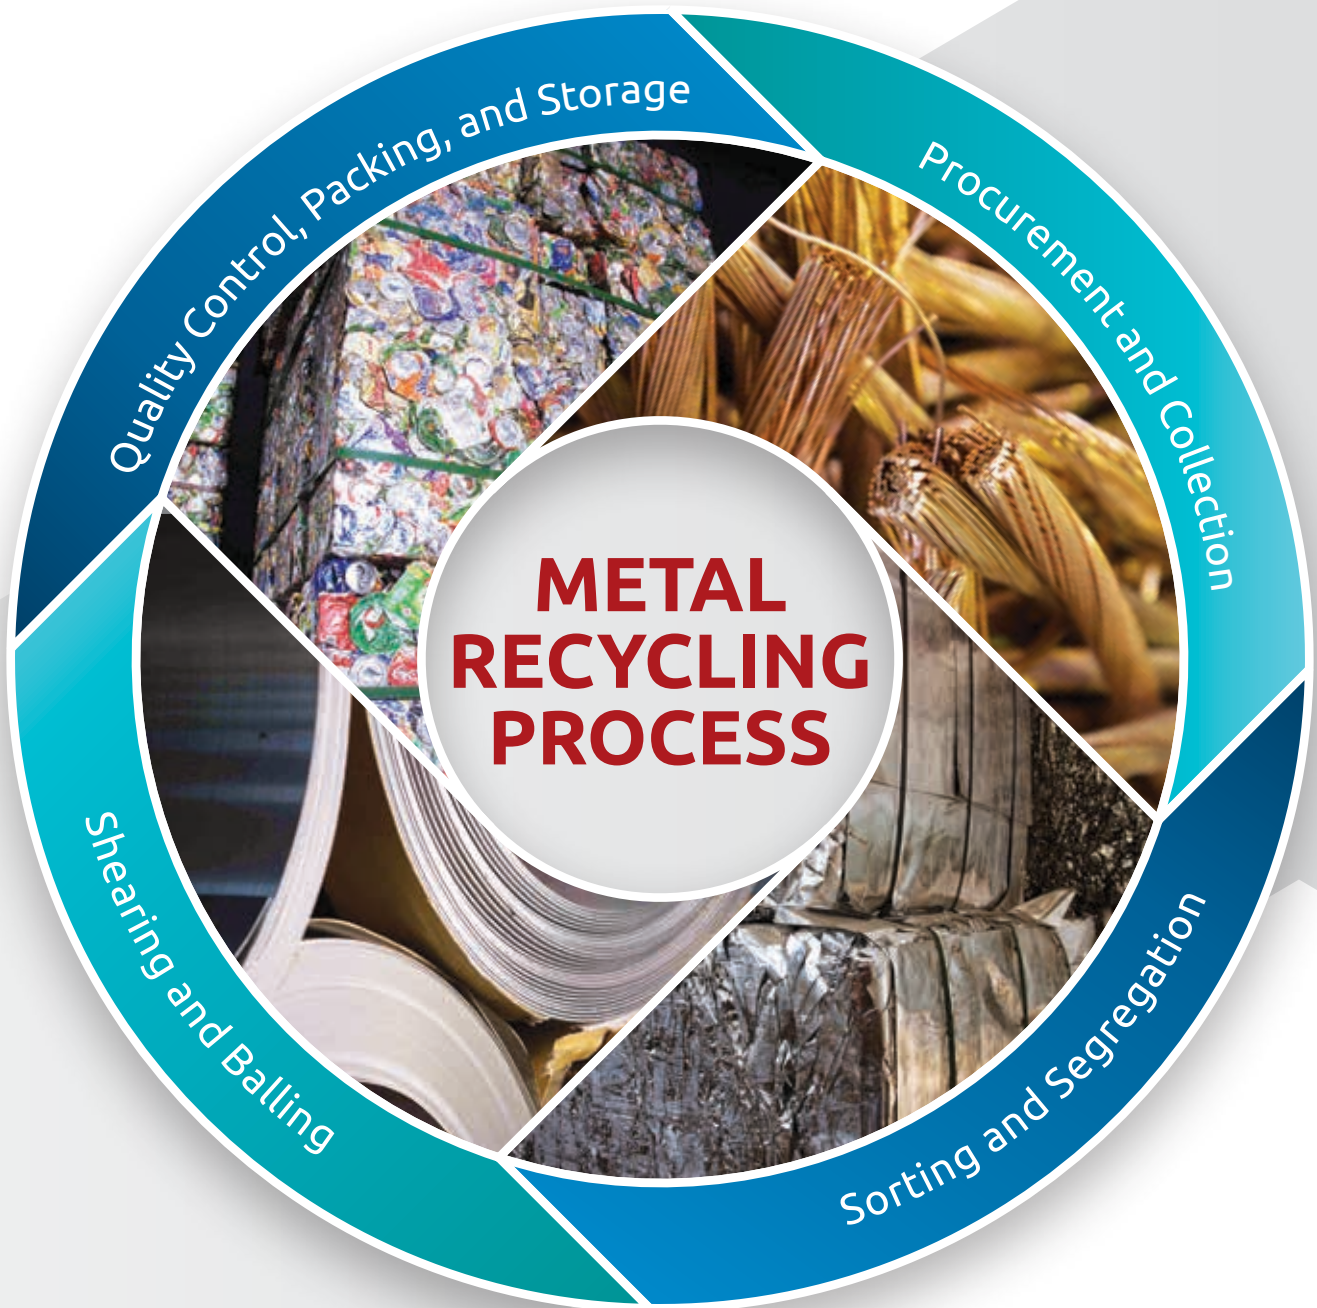 METAL
RECYCLING
PROCESS
Procurement and Collection
Sorting and Segregation
Shearing and Balling
Quality Control, Packing, and Storage